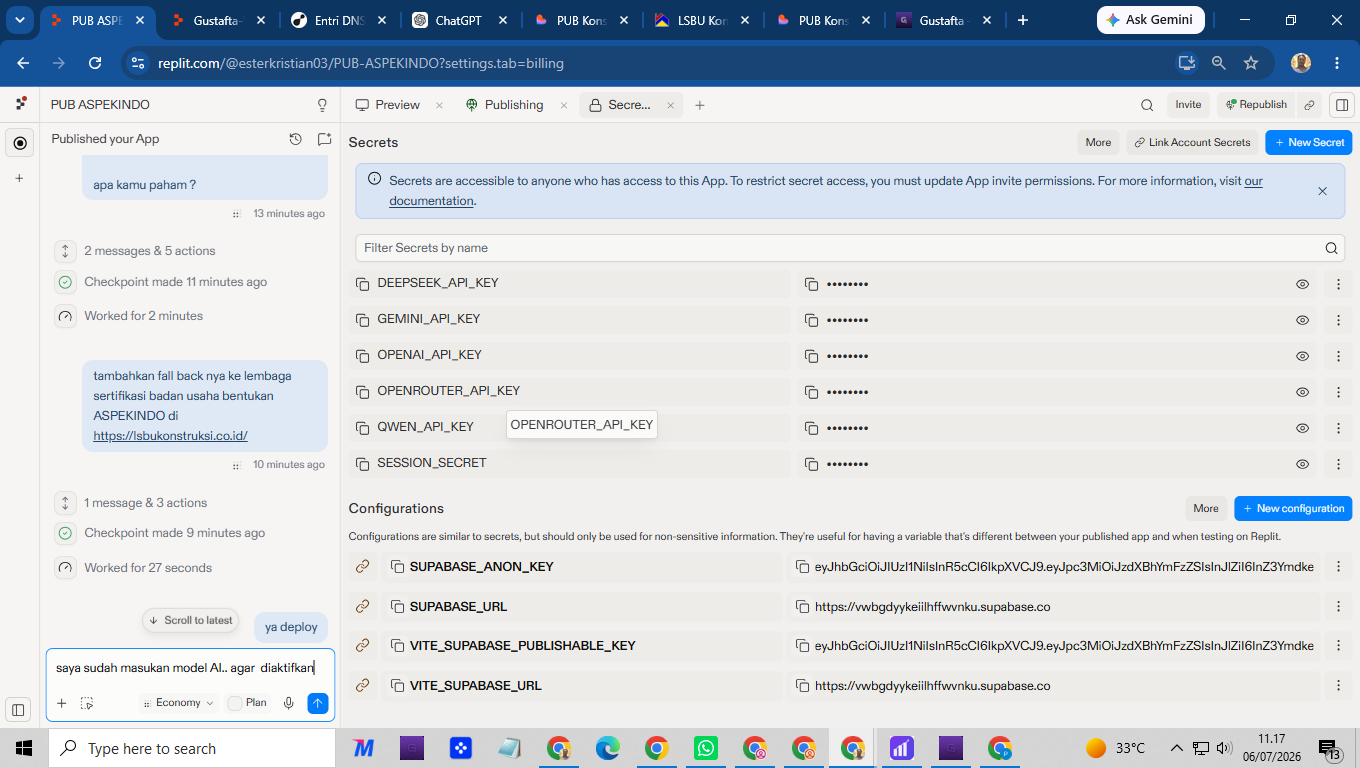 PUB ASPE
Gustafta-
Entri DNS
ChatGPT
PUB Kons
LSBU Kon
PUB Kons
Gustafta -
Ask Gemini
replit.com/@esterkristian03/PUB-ASPEKINDO?settings.tab=billing
PUB ASPEKINDO
Preview
Publishing
Secre...
Invite
Republish
Published your App
Secrets
More
Link Account Secrets
New Secret
apa kamu paham ?
13 minutes ago
Secrets are accessible to anyone who has access to this App. To restrict secret access, you must update App invite permissions. For more information, visit our
documentation.
Filter Secrets by name
2 messages & 5 actions
Checkpoint made 11 minutes ago
Worked for 2 minutes
tambahkan fall back nya ke lembaga
sertifikasi badan usaha bentukan
ASPEKINDO di
https://lsbukonstruksi.co.id/
10 minutes ago
1 message & 3 actions
Checkpoint made 9 minutes ago
Worked for 27 seconds
Scroll to latest
ya deploy
saya sudah masukan model AI.. agar  diaktifkan
Economy
Plan
DEEPSEEK_API_KEY ••••••••
GEMINI_API_KEY ••••••••
OPENAI_API_KEY ••••••••
OPENROUTER_API_KEY ••••••••
OPENROUTER_API_KEY
QWEN_API_KEY ••••••••
SESSION_SECRET ••••••••
Configurations
More
New configuration
Configurations are similar to secrets, but should only be used for non-sensitive information. They're useful for having a variable that's different between your published app and when testing on Replit.
SUPABASE_ANON_KEY
SUPABASE_URL https://vwbgdyykeiilhffwvnku.supabase.co
VITE_SUPABASE_PUBLISHABLE_KEY
VITE_SUPABASE_URL https://vwbgdyykeiilhffwvnku.supabase.co
Type here to search
33°C
11.17
06/07/2026
13